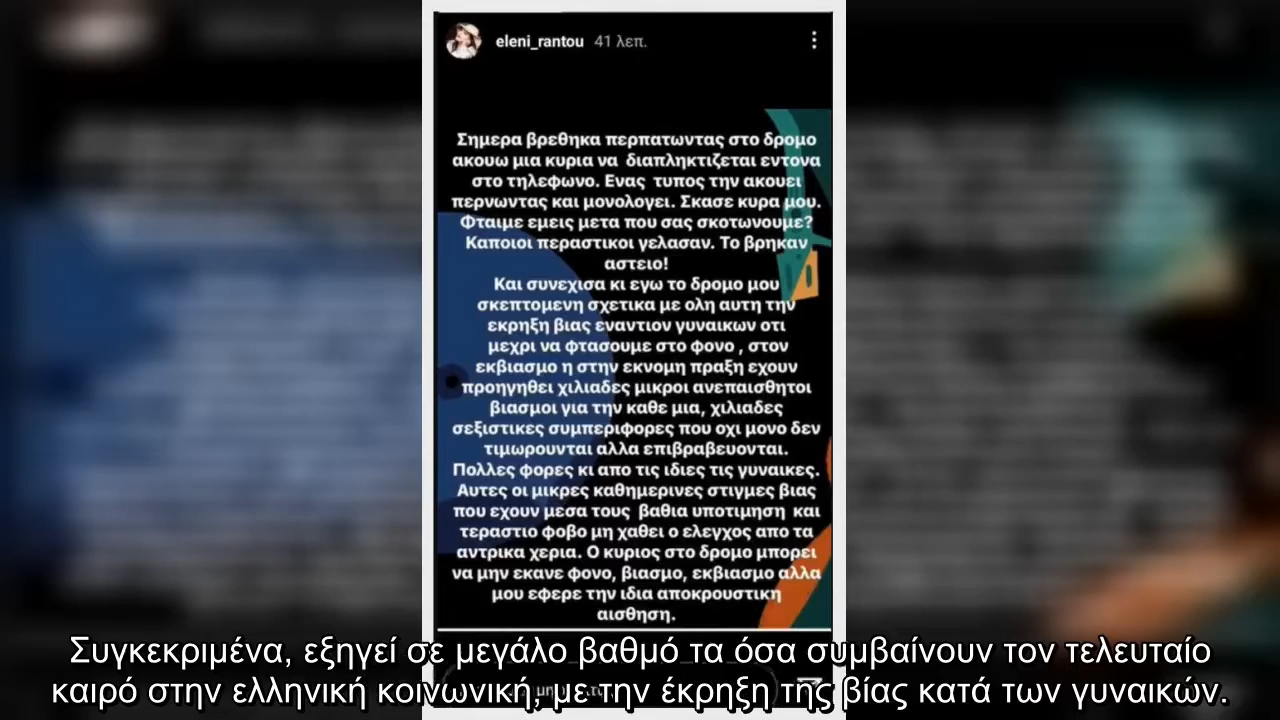 eleni_rantou 41 λεπ.
Σημερα βρεθηκα περπατωντας στο δρομο
ακουω μια κυρια να διαπληκτιζεται εντονα
στο τηλεφωνο. Ενας τυπος την ακουει
περνωντας και μονολογει. Σκασε κυρα μου.
Φταιμε εμεις μετα που σας σκοτωνουμε?
Καποιοι περαστικοι γελασαν. Το βρηκαν
αστειο!
Και συνεχισα κι εγω το δρομο μου
σκεπτομενη σχετικα με ολη αυτη την
εκρηξη βιας εναντιον γυναικων οτι
μεχρι να φτασουμε στο φονο , στον
εκβιασμο η στην εκνομη πραξη εχουν
προηγηθει χιλιαδες μικροι ανεπαισθητοι
βιασμοι για την καθε μια, χιλιαδες
σεξιστικες συμπεριφορες που οχι μονο δεν
τιμωρουνται αλλα επιβραβευονται.
Πολλες φορες κι απο τις ιδιες τις γυναικες.
Αυτες οι μικρες καθημερινες στιγμες βιας
που εχουν μεσα τους βαθια υποτιμηση και
τεραστιο φοβο μη χαθει ο ελεγχος απο τα
αντρικα χερια. Ο κυριος στο δρομο μπορει
να μην εκανε φονο, βιασμο, εκβιασμο αλλα
μου εφερε την ιδια αποκρουστικη
αισθηση.
Συγκεκριμένα, εξηγεί σε μεγάλο βαθμό τα όσα συμβαίνουν τον τελευταίο
καιρό στην ελληνική κοινωνική, με την έκρηξη της βίας κατά των γυναικών.